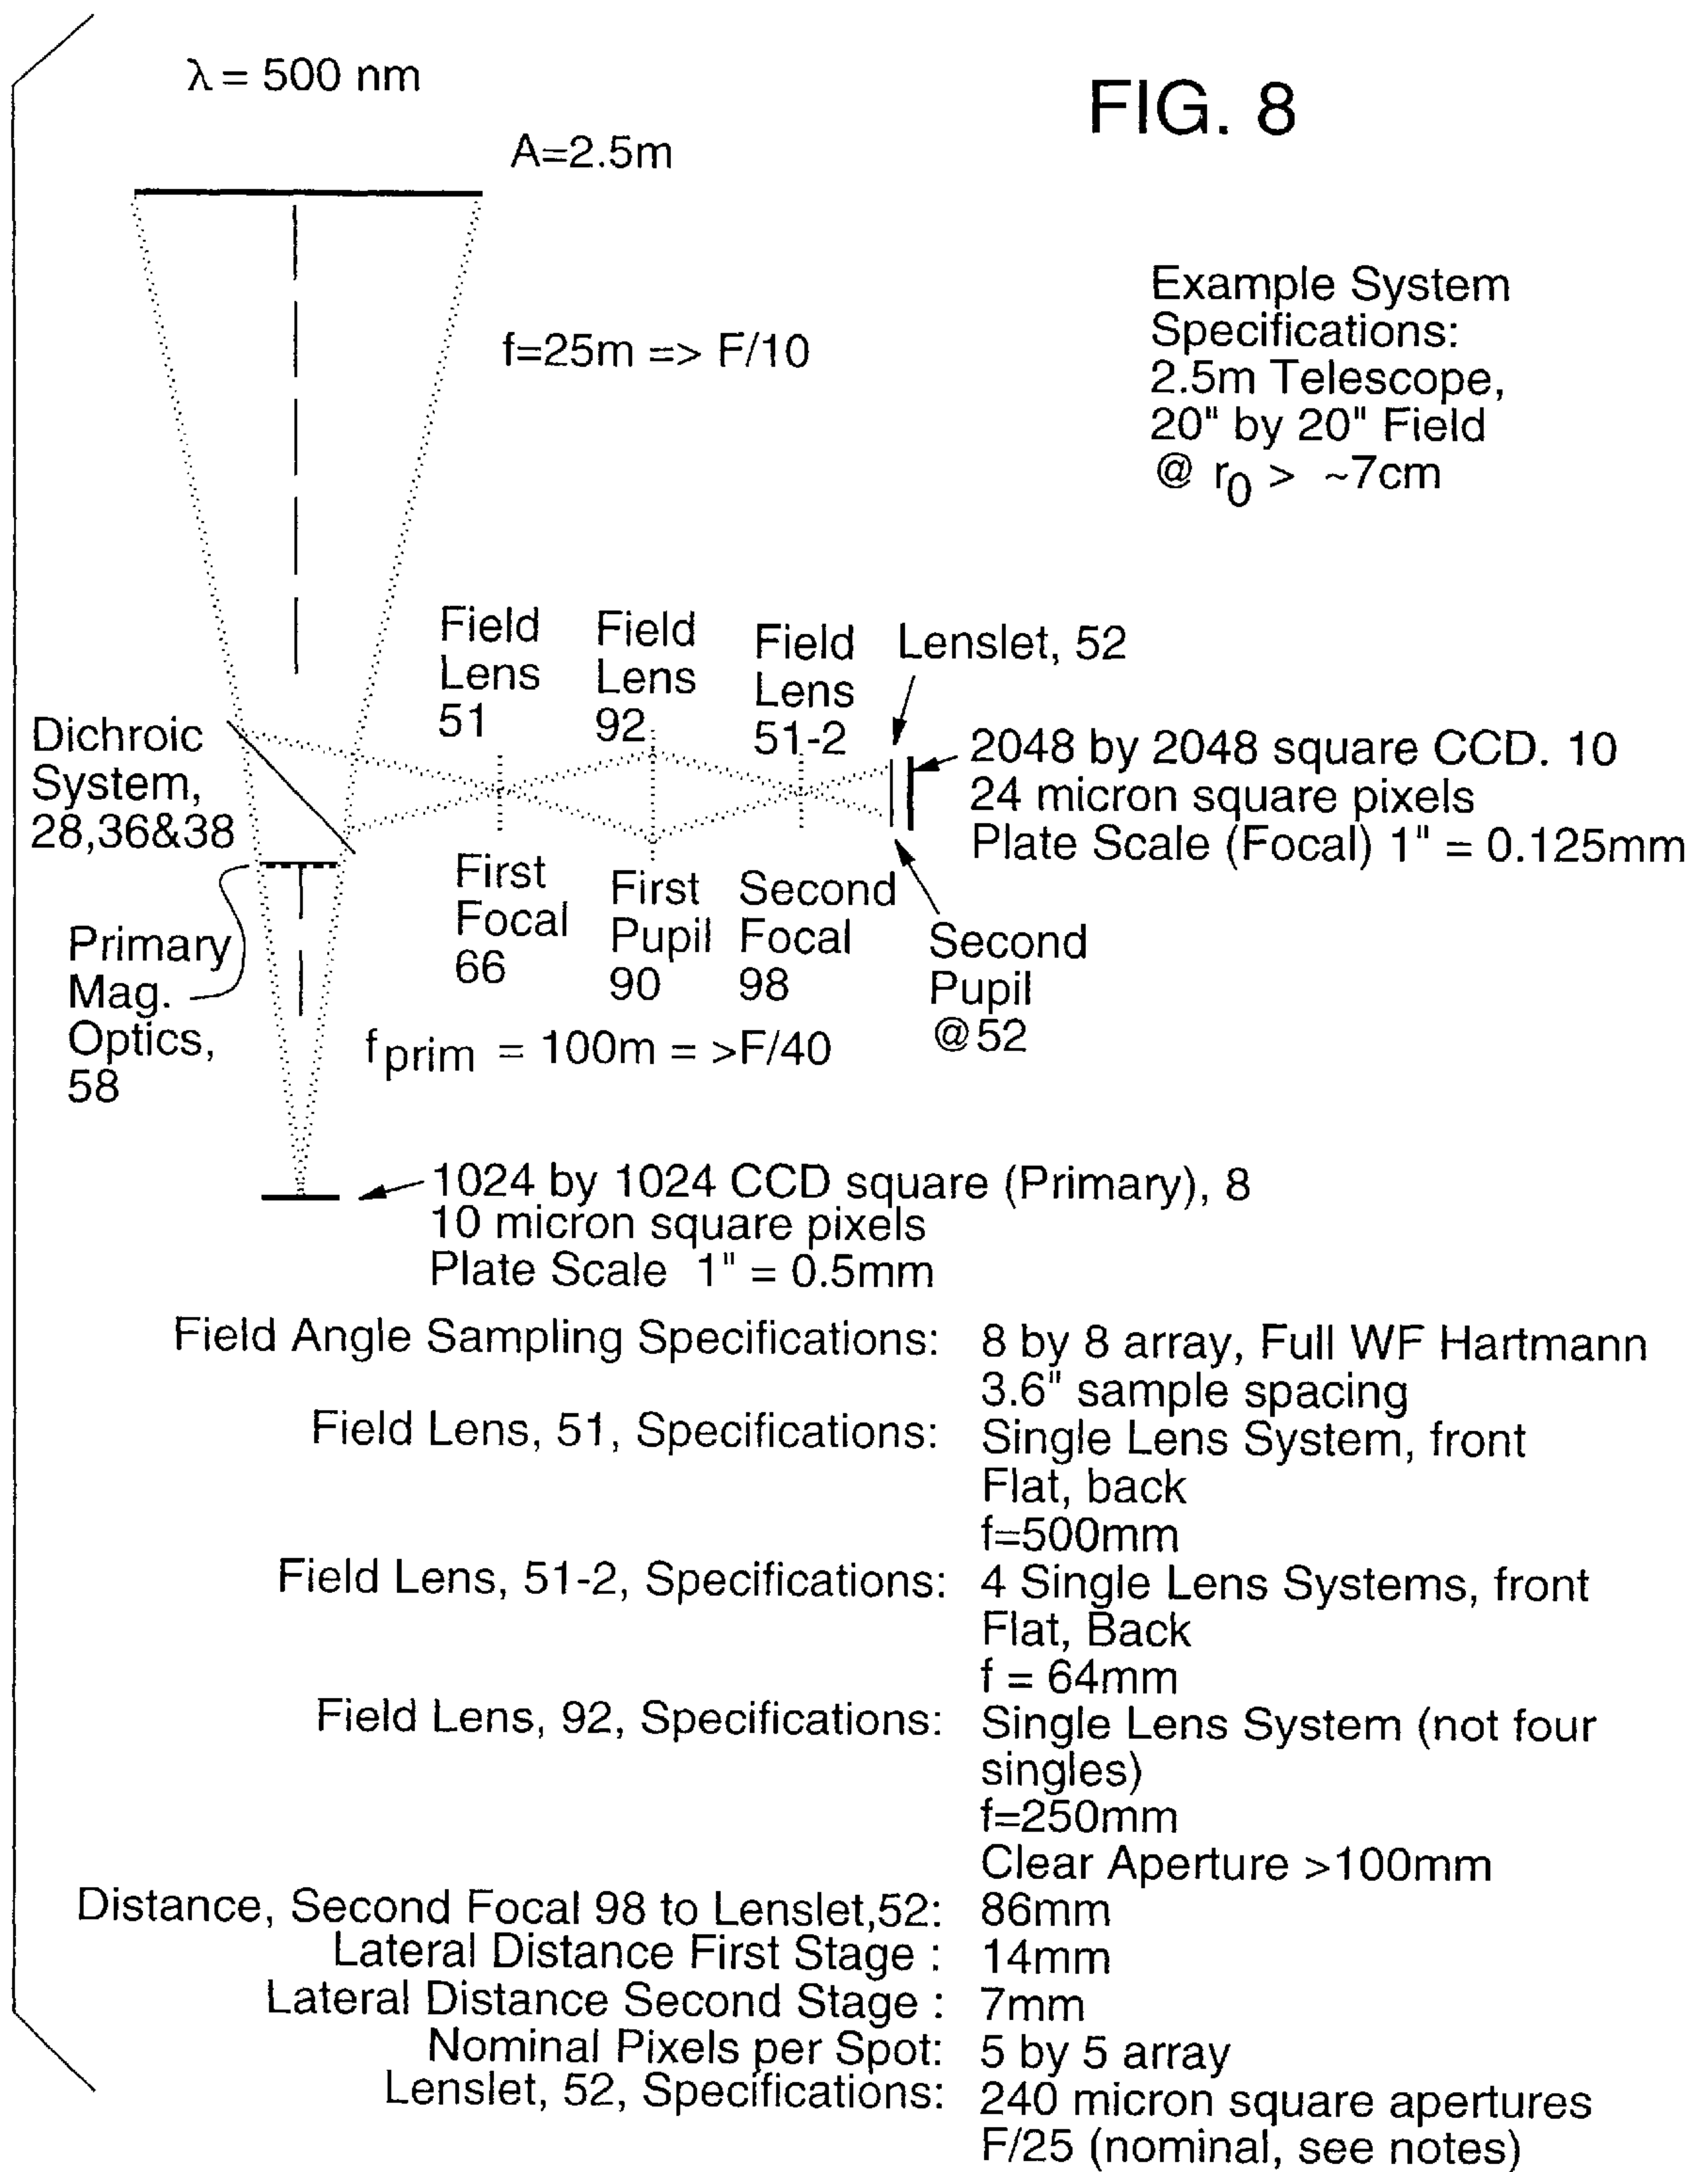 λ = 500 nm
FIG. 8
A=2.5m
f=25m => F/10
Example System
Specifications:
2.5m Telescope,
20" by 20" Field
@ r0 > ~7cm
Field
Lens
51
Field
Lens
92
Field
Lens
51-2
Lenslet, 52
Dichroic
System,
28,36&38
2048 by 2048 square CCD. 10
24 micron square pixels
Plate Scale (Focal) 1" = 0.125mm
First
Focal
66
First
Pupil
90
Second
Focal
98
Second
Pupil
@52
Primary
Mag.
Optics,
58
fprim = 100m = >F/40
1024 by 1024 CCD square (Primary), 8
10 micron square pixels
Plate Scale 1" = 0.5mm
Field Angle Sampling Specifications: 8 by 8 array, Full WF Hartmann
3.6" sample spacing
Field Lens, 51, Specifications: Single Lens System, front
Flat, back
f=500mm
Field Lens, 51-2, Specifications: 4 Single Lens Systems, front
Flat, Back
f = 64mm
Field Lens, 92, Specifications: Single Lens System (not four
singles)
f=250mm
Clear Aperture >100mm
Distance, Second Focal 98 to Lenslet,52: 86mm
Lateral Distance First Stage : 14mm
Lateral Distance Second Stage : 7mm
Nominal Pixels per Spot: 5 by 5 array
Lenslet, 52, Specifications: 240 micron square apertures
F/25 (nominal, see notes)